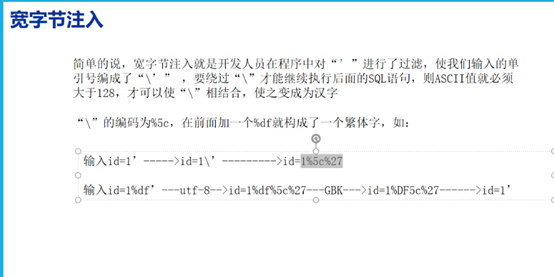 宽字节注入
简单的说，宽字节注入就是开发人员在程序中对“’”进行了过滤，使我们输入的单
引号编成了“\’” ，要绕过“\”才能继续执行后面的SQL语句，则ASCII值就必须
大于128，才可以使“\”相结合，使之变成为汉字
“\”的编码为%5c，在前面加一个%df就构成了一个繁体字，如：
输入id=1’-----&gt;id=1\’---------&gt;id=1%5c%27
输入id=1%df’---utf-8--&gt;id=1%df%5c%27---GBK---&gt;id=1%DF5c%27------&gt;id=1’